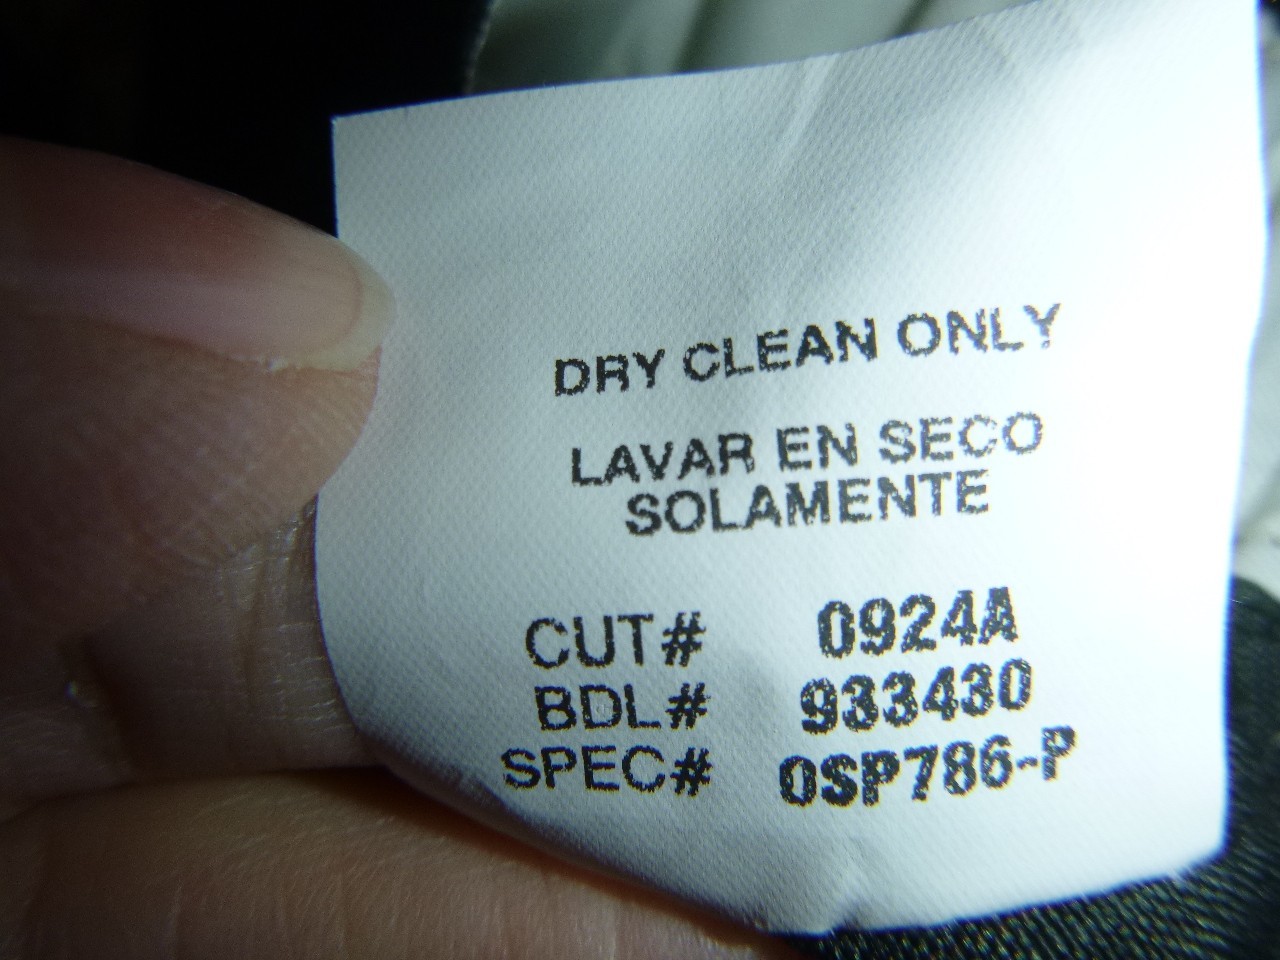 DRY CLEAN ONLY
LAVAR EN SECO
SOLAMENTE
CUT# 0924A
BDL# 933430
SPEC# 0SP786-P